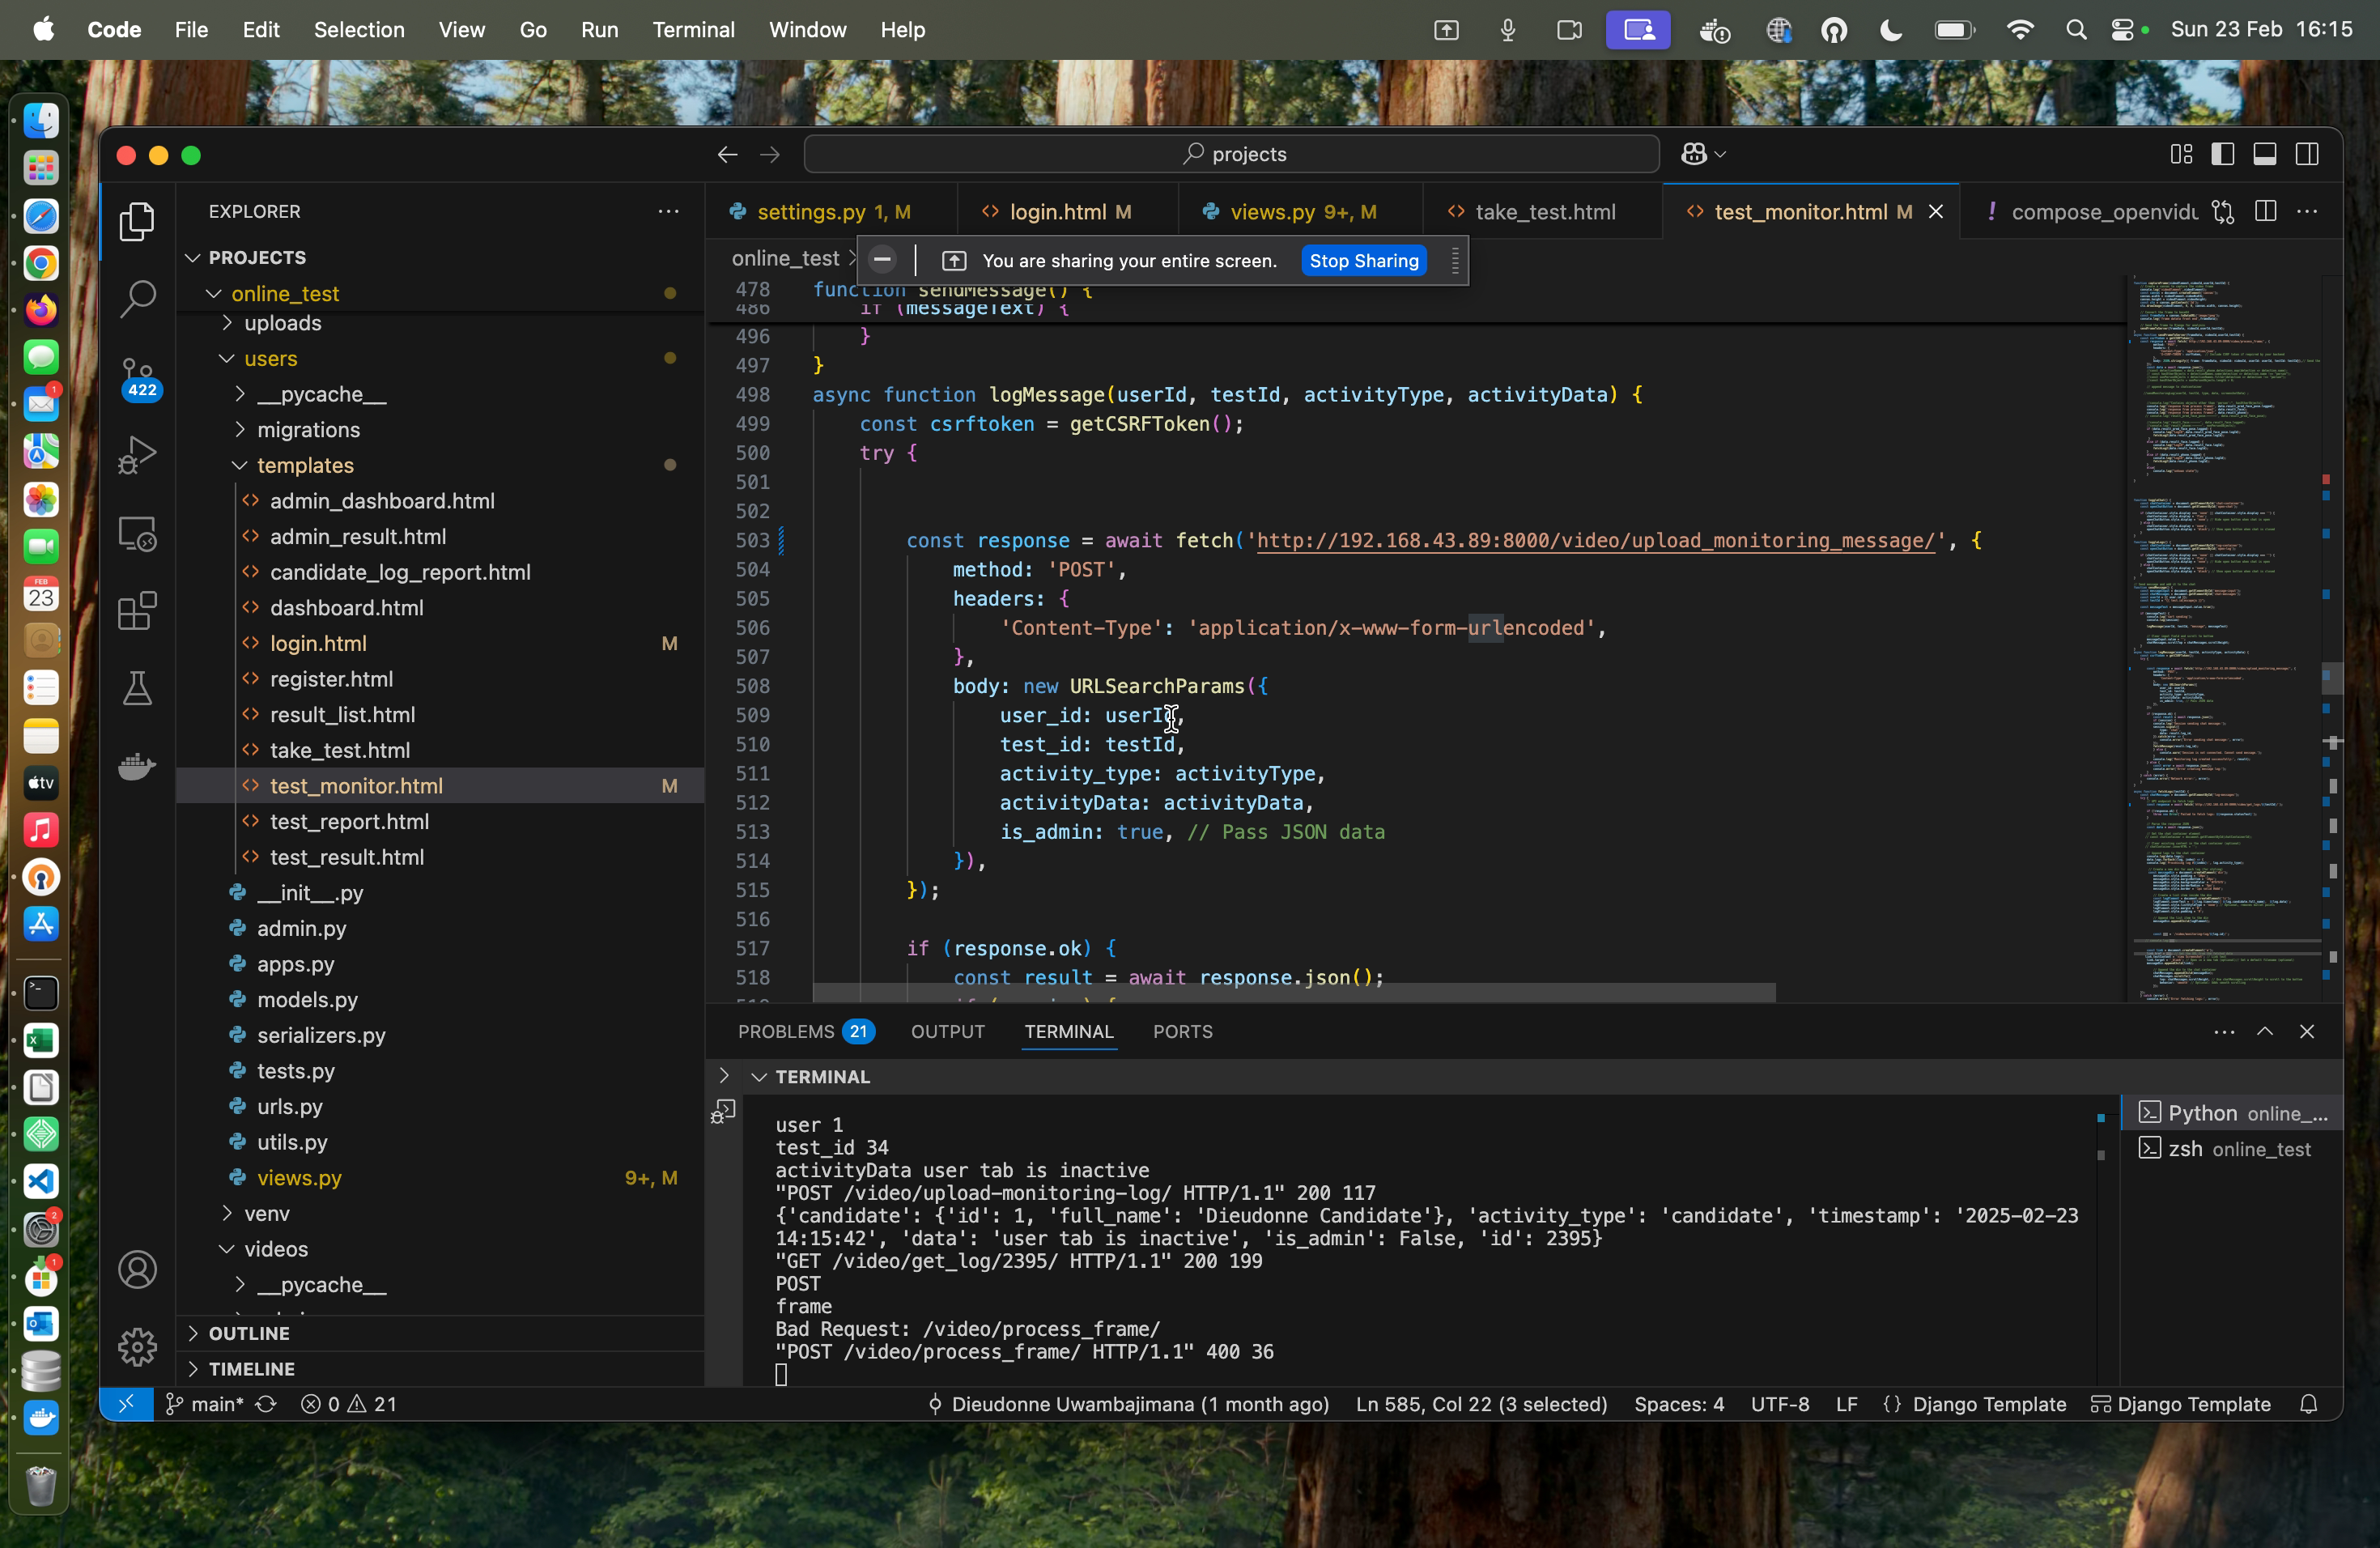 Code File Edit Selection View Go Run Terminal Window Help Sun 23 Feb 16:15
projects
EXPLORER
settings.py 1, M
login.html M
views.py 9+, M
take_test.html
test_monitor.html M
compose_openvidu
PROJECTS
online_test
uploads
users
__pycache__
migrations
templates
admin_dashboard.html
admin_result.html
candidate_log_report.html
dashboard.html
login.html M
register.html
result_list.html
take_test.html
test_monitor.html M
test_report.html
test_result.html
__init__.py
admin.py
apps.py
models.py
serializers.py
tests.py
urls.py
utils.py
views.py 9+, M
venv
videos
__pycache__
OUTLINE
TIMELINE
422
FEB
23
tv
online_test >
You are sharing your entire screen. Stop Sharing
478 function sendMessage() {
486 if (messageText) {
496 }
497 }
498 async function logMessage(userId, testId, activityType, activityData) {
499 const csrftoken = getCSRFToken();
500 try {
501
502
503 const response = await fetch('http://192.168.43.89:8000/video/upload_monitoring_message/', {
504 method: 'POST',
505 headers: {
506 'Content-Type': 'application/x-www-form-urlencoded',
507 },
508 body: new URLSearchParams({
509 user_id: userId,
510 test_id: testId,
511 activity_type: activityType,
512 activityData: activityData,
513 is_admin: true, // Pass JSON data
514 }),
515 });
516
517 if (response.ok) {
518 const result = await response.json();
PROBLEMS 21 OUTPUT TERMINAL PORTS
TERMINAL
user 1
test_id 34
activityData user tab is inactive
"POST /video/upload-monitoring-log/ HTTP/1.1" 200 117
{'candidate': {'id': 1, 'full_name': 'Dieudonne Candidate'}, 'activity_type': 'candidate', 'timestamp': '2025-02-23
14:15:42', 'data': 'user tab is inactive', 'is_admin': False, 'id': 2395}
"GET /video/get_log/2395/ HTTP/1.1" 200 199
POST
frame
Bad Request: /video/process_frame/
"POST /video/process_frame/ HTTP/1.1" 400 36
Python online_...
zsh online_test
main* 0 21 Dieudonne Uwambajimana (1 month ago) Ln 585, Col 22 (3 selected) Spaces: 4 UTF-8 LF {} Django Template Django Template